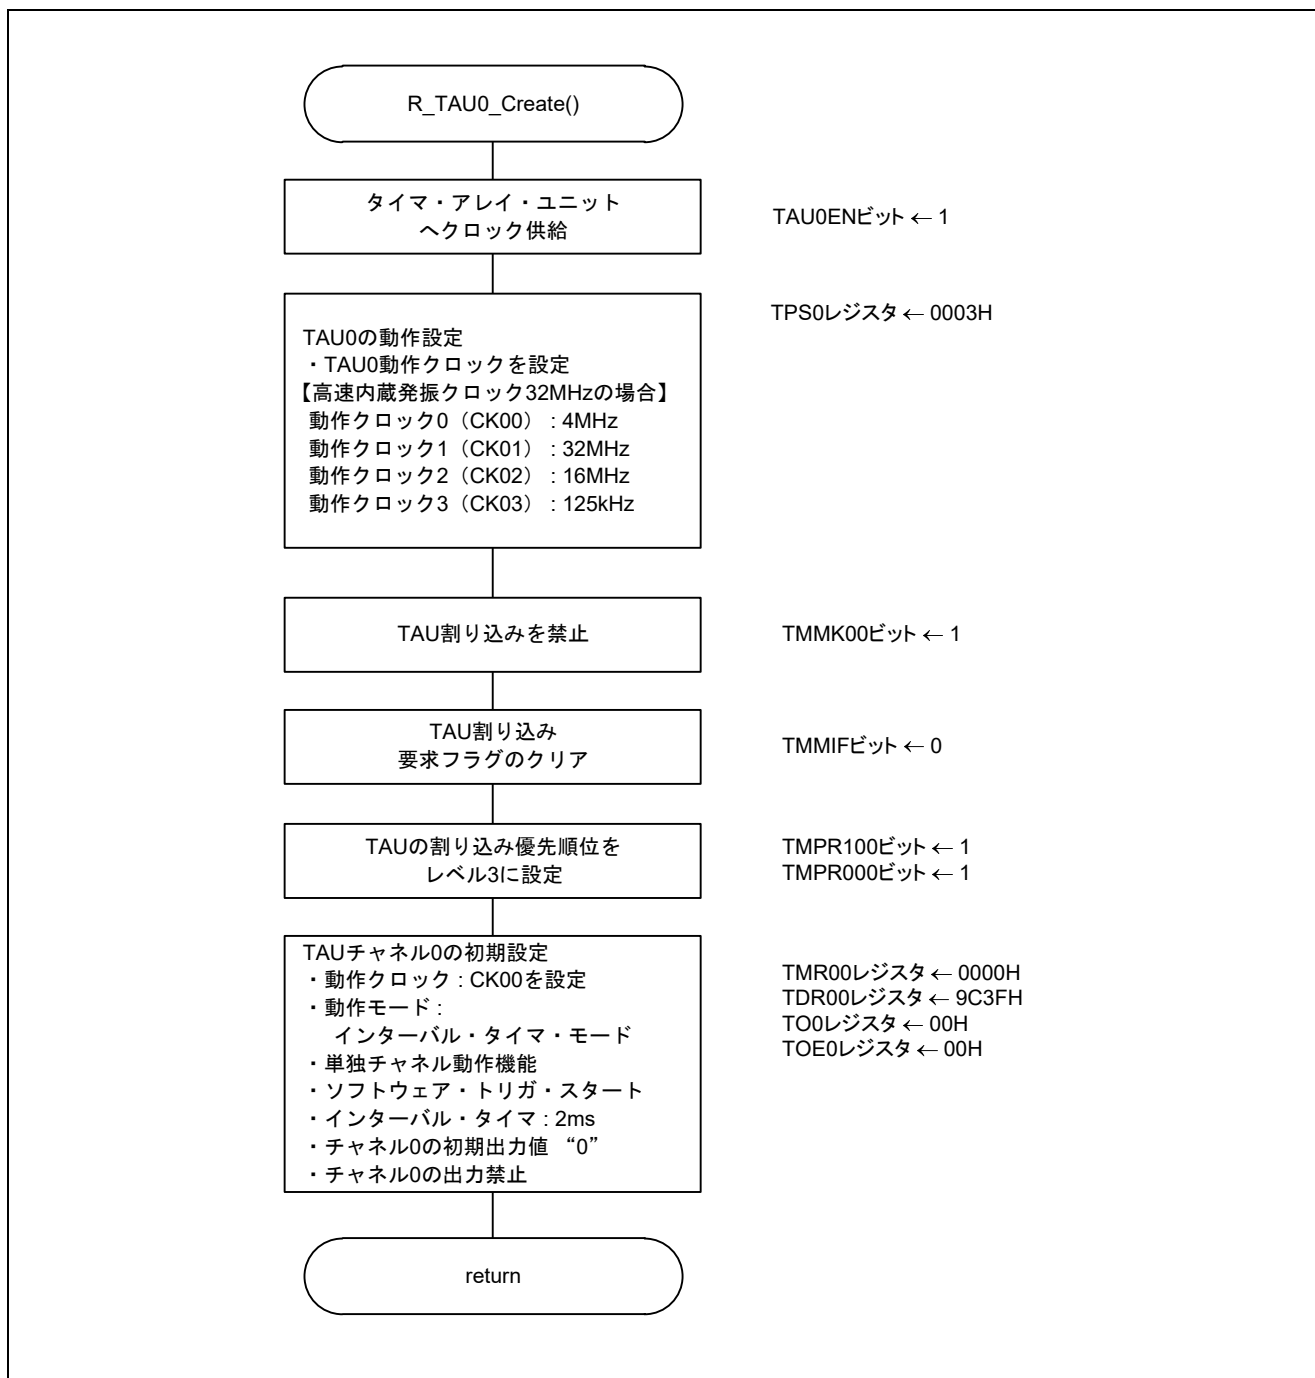 R_TAU0_Create()
タイマ・アレイ・ユニット
へクロック供給
TAU0ENビット ← 1
TAU0の動作設定
・TAU0動作クロックを設定
【高速内蔵発振クロック32MHzの場合】
動作クロック0（CK00）：4MHz
動作クロック1（CK01）：32MHz
動作クロック2（CK02）：16MHz
動作クロック3（CK03）：125kHz
TPS0レジスタ ← 0003H
TAU割り込みを禁止
TMMK00ビット ← 1
TAU割り込み
要求フラグのクリア
TMMIFビット ← 0
TAUの割り込み優先順位を
レベル3に設定
TMPR100ビット ← 1
TMPR000ビット ← 1
TAUチャネル0の初期設定
・動作クロック：CK00を設定
・動作モード：
インターバル・タイマ・モード
・単独チャネル動作機能
・ソフトウェア・トリガ・スタート
・インターバル・タイマ：2ms
・チャネル0の初期出力値 “0”
・チャネル0の出力禁止
TMR00レジスタ ← 0000H
TDR00レジスタ ← 9C3FH
TO0レジスタ ← 00H
TOE0レジスタ ← 00H
return